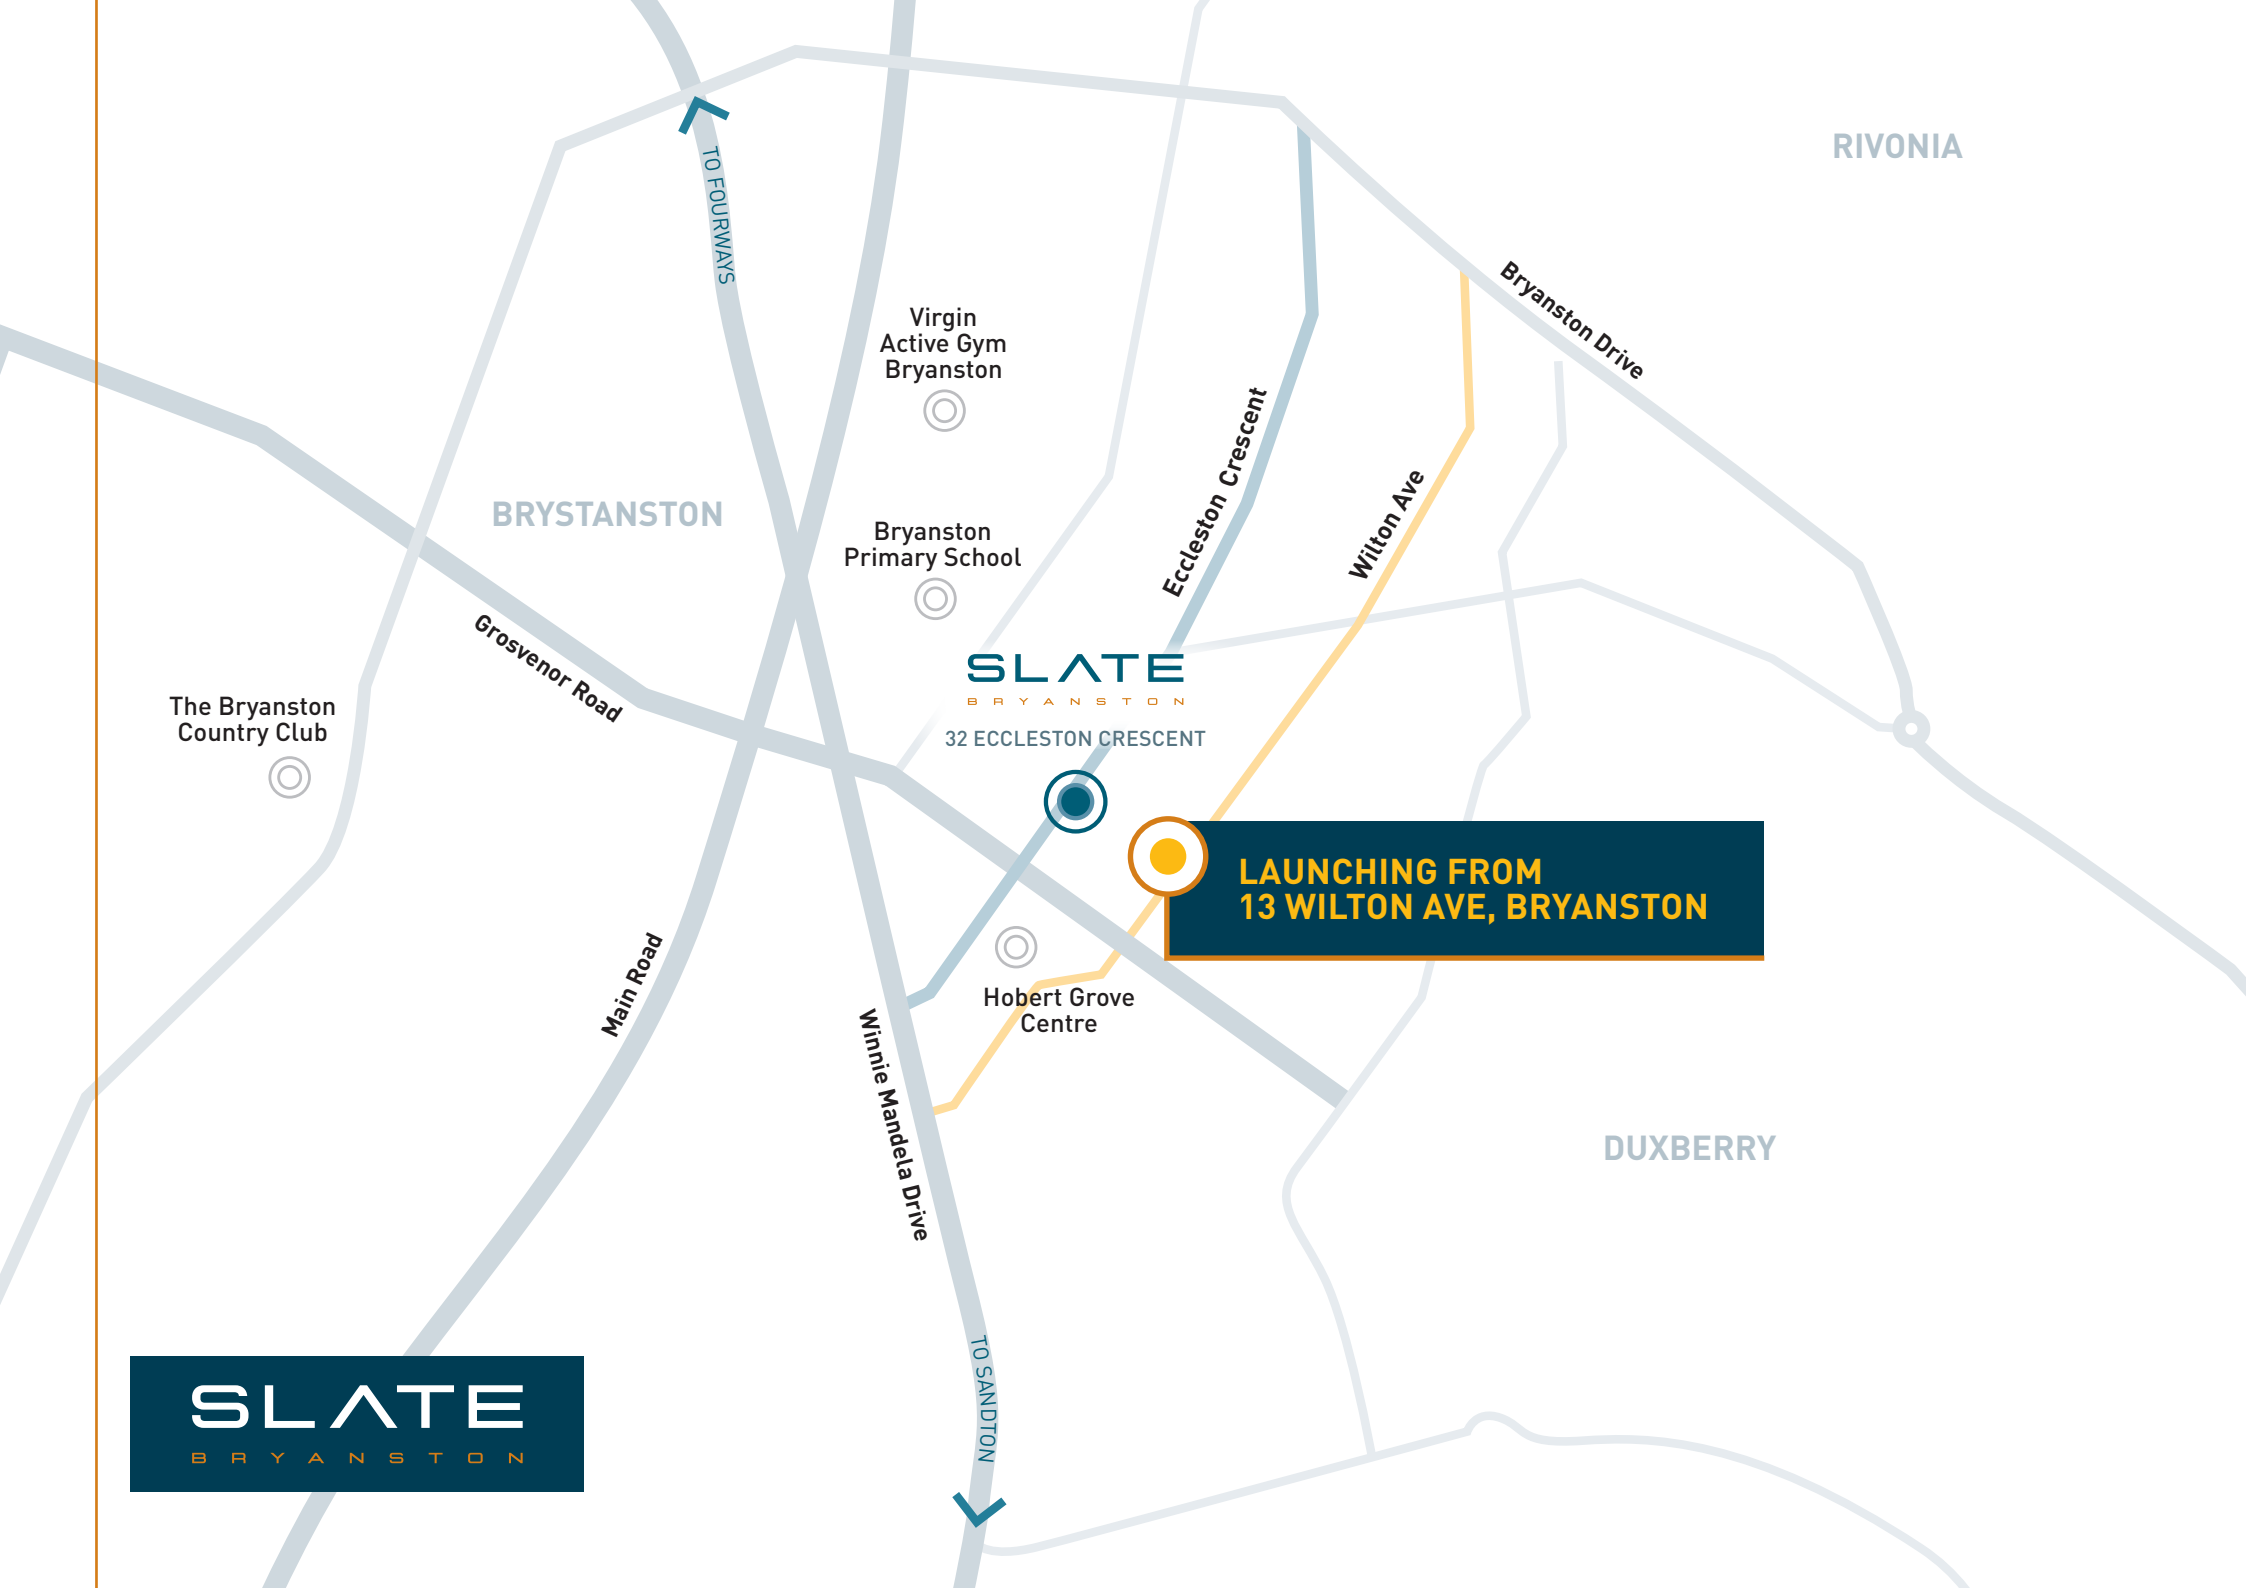 RIVONIA
TO FOURWAYS
Bryanston Drive
Virgin
Active Gym
Bryanston
Eccleston Crescent
Wilton Ave
BRYSTANSTON
Bryanston
Primary School
Grosvenor Road
SLATE
BRYANSTON
32 ECCLESTON CRESCENT
The Bryanston
Country Club
LAUNCHING FROM
13 WILTON AVE, BRYANSTON
Main Road
Hobert Grove
Centre
Winnie Mandela Drive
DUXBERRY
TO SANDTON
SLATE
BRYANSTON